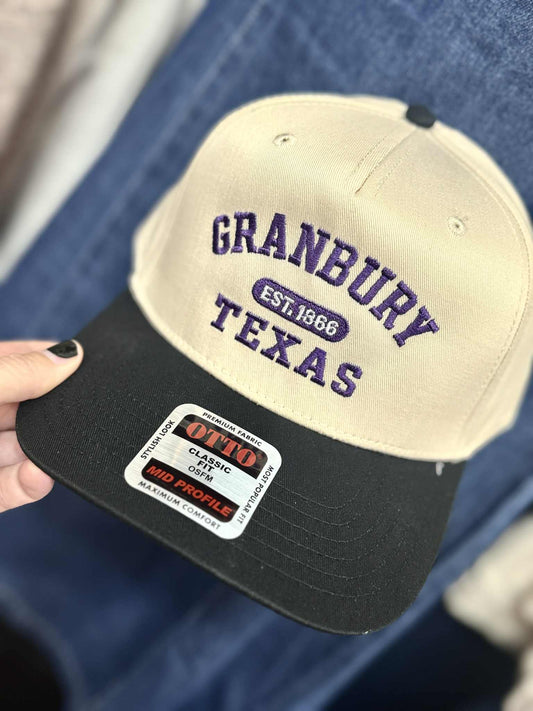 GRANBURY
EST. 1866
TEXAS
PREMIUM FABRIC
STYLISH LOOK
OTTO
CLASSIC
FIT
OSFM
MID PROFILE
MOST POPULAR FIT
MAXIMUM COMFORT